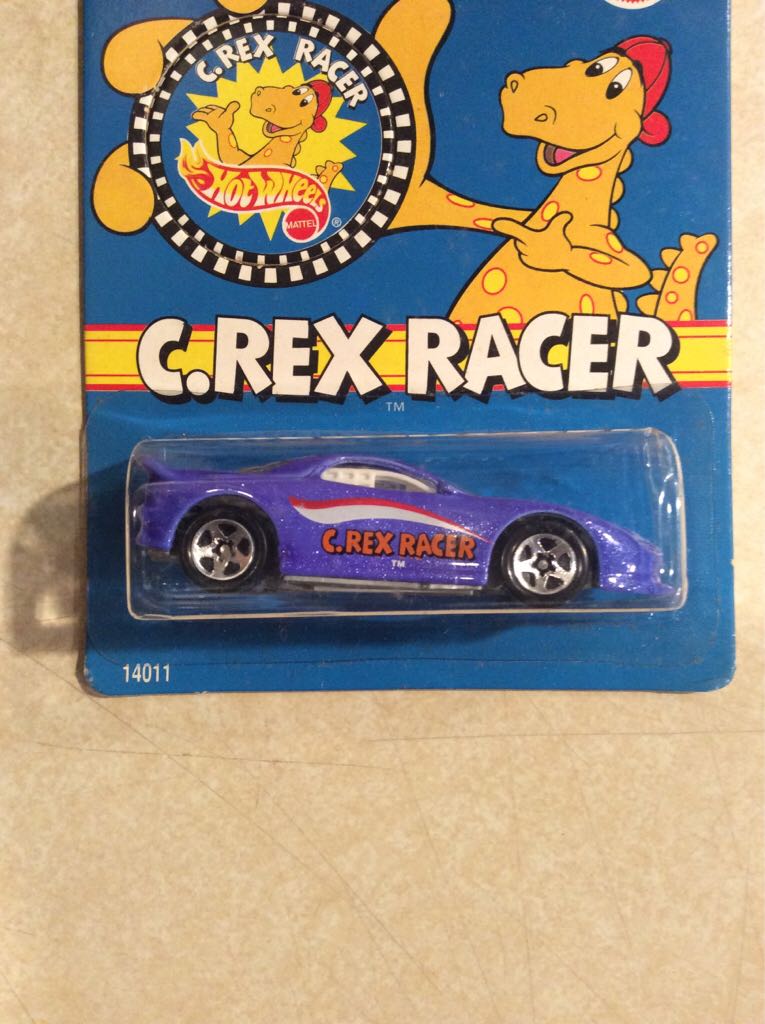 C.REX RACER
HOT WHEELS
MATTEL ®
C.REX RACER
TM
C.REX RACER
TM
14011